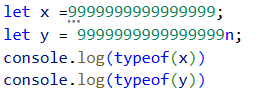 let x =9999999999999999;
let y = 9999999999999999n;
console.log(typeof(x))
console.log(typeof(y))